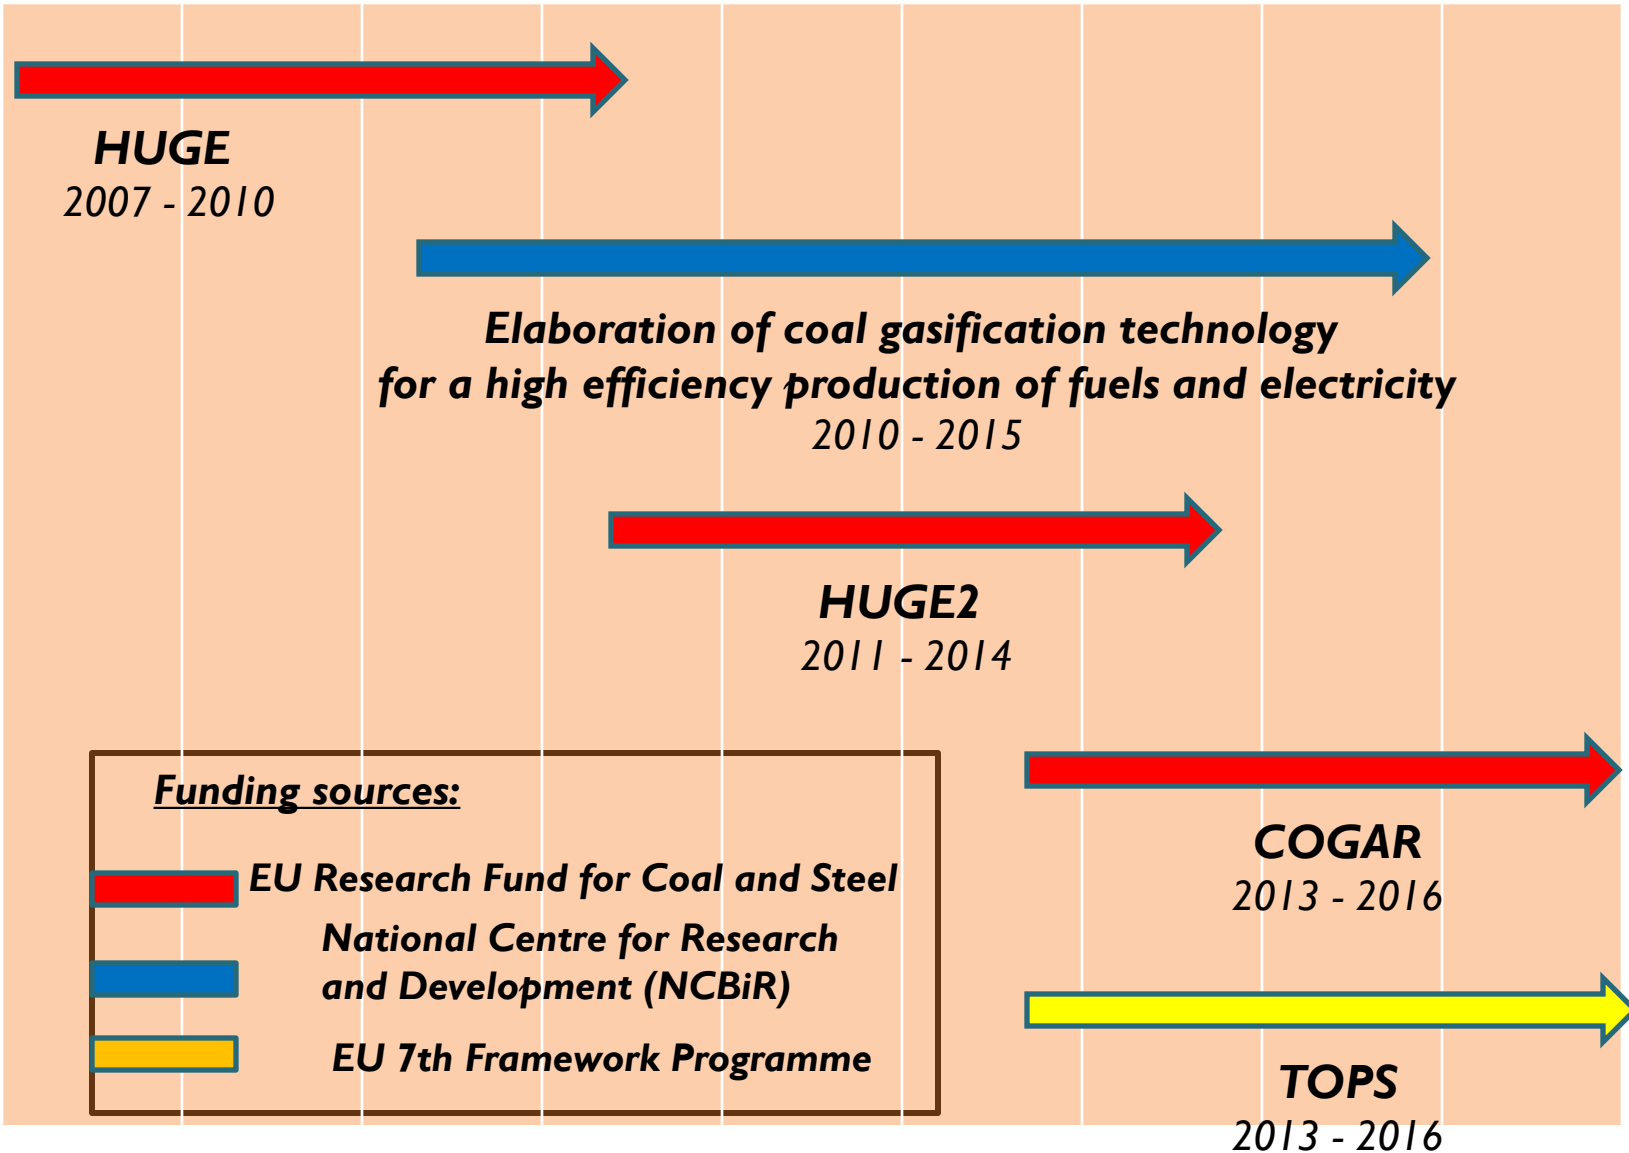 HUGE
2007 - 2010
Elaboration of coal gasification technology
for a high efficiency production of fuels and electricity
2010 - 2015
HUGE2
2011 - 2014
Funding sources:
EU Research Fund for Coal and Steel
National Centre for Research
and Development (NCBiR)
EU 7th Framework Programme
COGAR
2013 - 2016
TOPS
2013 - 2016